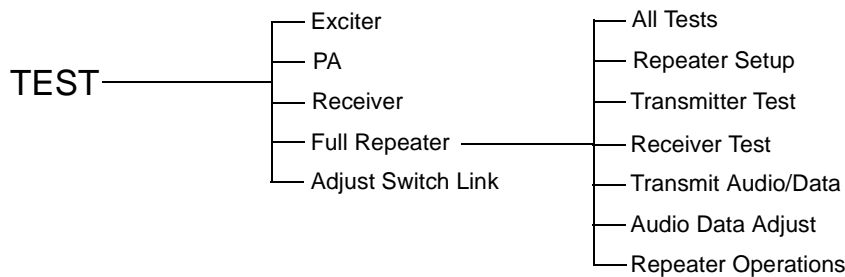 TEST
Exciter
PA
Receiver
Full Repeater
Adjust Switch Link
All Tests
Repeater Setup
Transmitter Test
Receiver Test
Transmit Audio/Data
Audio Data Adjust
Repeater Operations